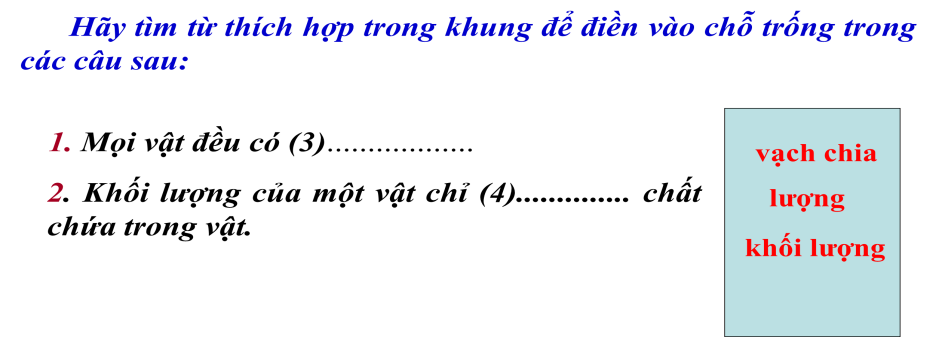 Hãy tìm từ thích hợp trong khung để điền vào chỗ trống trong
các câu sau:
1. Mọi vật đều có (3)..................
2. Khối lượng của một vật chỉ (4).............. chất
chứa trong vật.
vạch chia
lượng
khối lượng